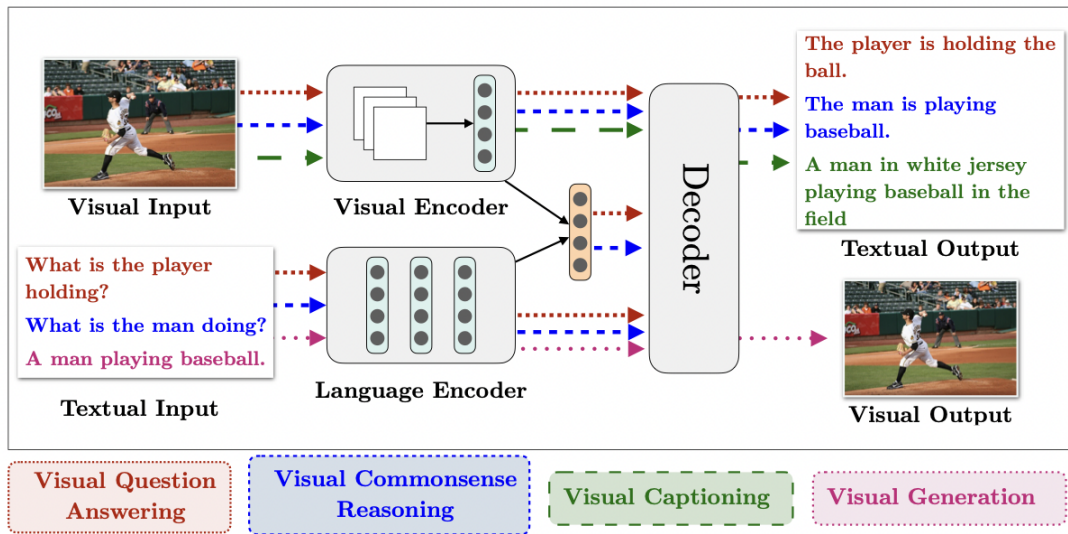 The player is holding the
ball.
The man is playing
baseball.
A man in white jersey
playing baseball in the
field
Textual Output
Visual Input
Visual Encoder
Decoder
What is the player
holding?
What is the man doing?
A man playing baseball.
Textual Input
Language Encoder
Visual Output
Visual Question
Answering
Visual Commonsense
Reasoning
Visual Captioning
Visual Generation